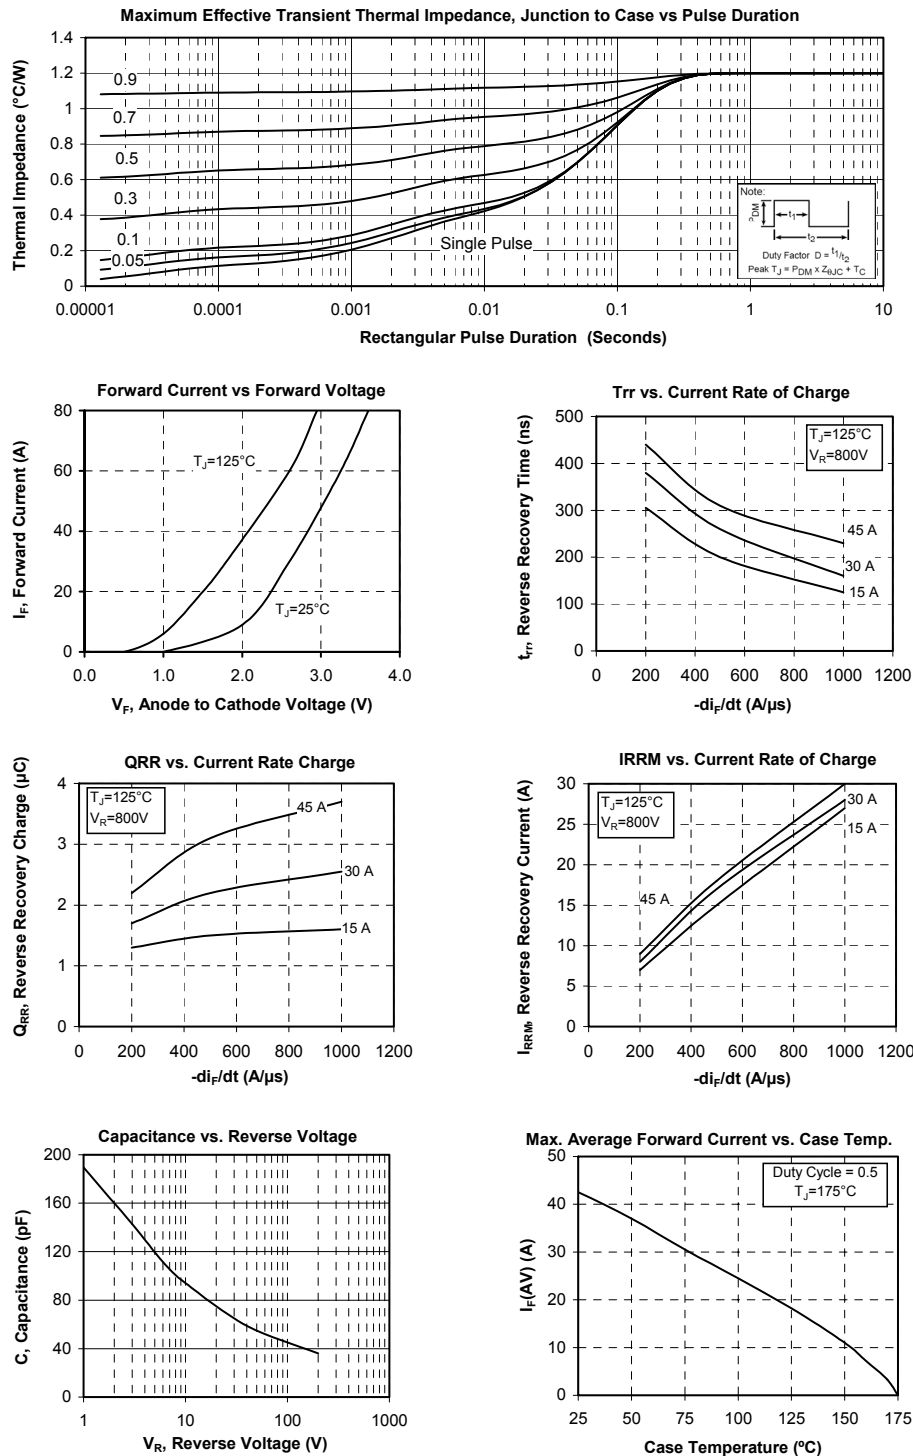 Maximum Effective Transient Thermal Impedance, Junction to Case vs Pulse Duration
Thermal Impedance (°C/W)
1.4
1.2
1
0.8
0.6
0.4
0.2
0
0.9
0.7
0.5
0.3
0.1
0.05
Single Pulse
Note:
PDM
t1
t2
Duty Factor D = t1/t2
Peak TJ = PDM x ZθJC + TC
0.00001
0.0001
0.001
0.01
0.1
1
10
Rectangular Pulse Duration (Seconds)
Forward Current vs Forward Voltage
IF, Forward Current (A)
80
60
40
20
0
TJ=125°C
TJ=25°C
0.0
1.0
2.0
3.0
4.0
VF, Anode to Cathode Voltage (V)
Trr vs. Current Rate of Charge
trr, Reverse Recovery Time (ns)
500
400
300
200
100
0
TJ=125°C
VR=800V
45 A
30 A
15 A
0
200
400
600
800
1000
1200
-diF/dt (A/µs)
QRR vs. Current Rate Charge
QRR, Reverse Recovery Charge (µC)
4
3
2
1
0
TJ=125°C
VR=800V
45 A
30 A
15 A
0
200
400
600
800
1000
1200
-diF/dt (A/µs)
IRRM vs. Current Rate of Charge
IRRM, Reverse Recovery Current (A)
30
25
20
15
10
5
0
TJ=125°C
VR=800V
30 A
15 A
45 A
0
200
400
600
800
1000
1200
-diF/dt (A/µs)
Capacitance vs. Reverse Voltage
C, Capacitance (pF)
200
160
120
80
40
0
1
10
100
1000
VR, Reverse Voltage (V)
Max. Average Forward Current vs. Case Temp.
IF(AV) (A)
50
40
30
20
10
0
Duty Cycle = 0.5
TJ=175°C
25
50
75
100
125
150
175
Case Temperature (ºC)